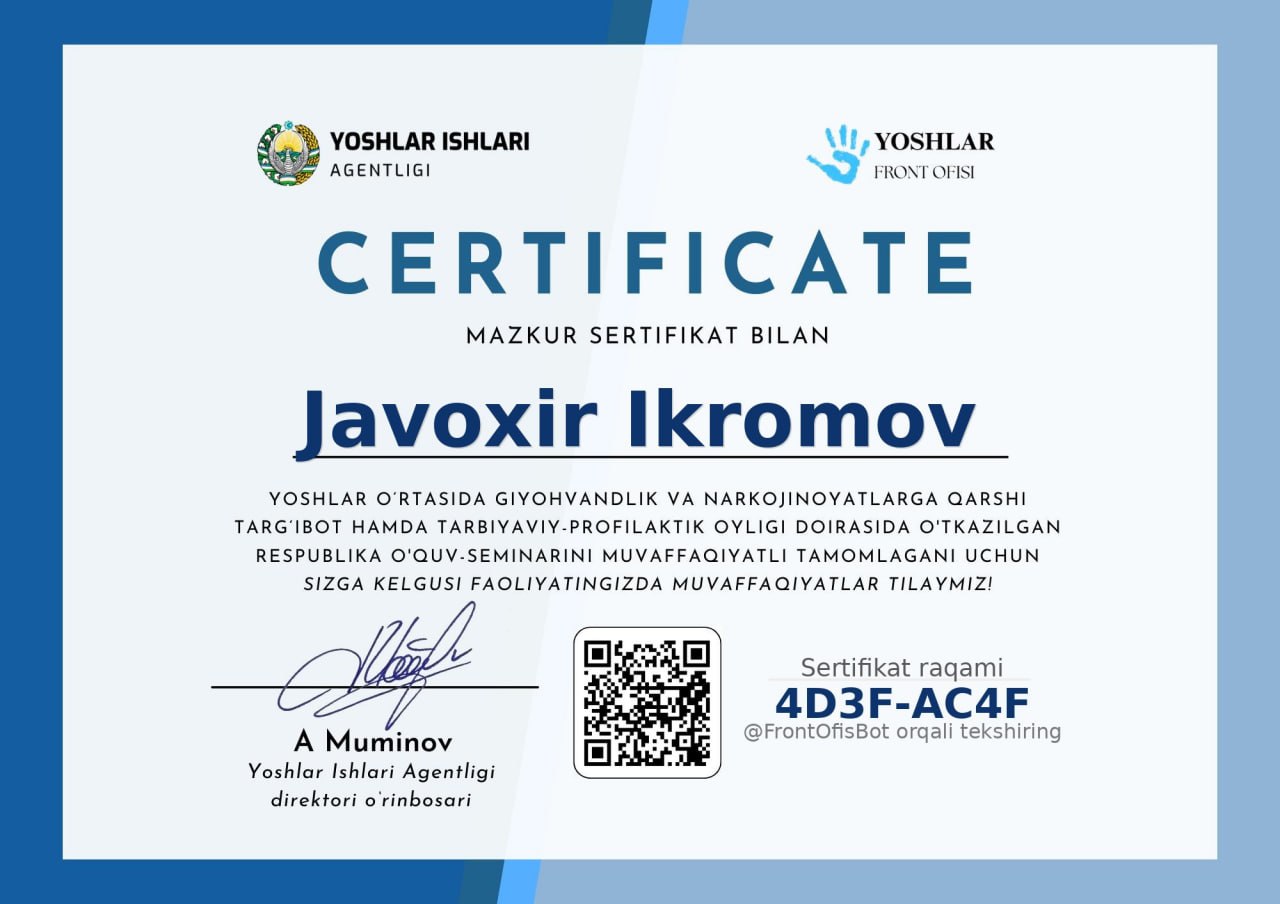 YOSHLAR ISHLARI
AGENTLIGI
YOSHLAR
FRONT OFISI
CERTIFICATE
MAZKUR SERTIFIKAT BILAN
Javoxir Ikromov
YOSHLAR O‘RTASIDA GIYOHVANDLIK VA NARKOJINOYATLARGA QARSHI
TARG‘IBOT HAMDA TARBIYAVIY-PROFILAKTIK OYLIGI DOIRASIDA O'TKAZILGAN
RESPUBLIKA O'QUV-SEMINARINI MUVAFFAQIYATLI TAMOMLAGANI UCHUN
SIZGA KELGUSI FAOLIYATINGIZDA MUVAFFAQIYATLAR TILAYMIZ!
A Muminov
Yoshlar Ishlari Agentligi
direktori o‘rinbosari
Sertifikat raqami
4D3F-AC4F
@FrontOfisBot orqali tekshiring